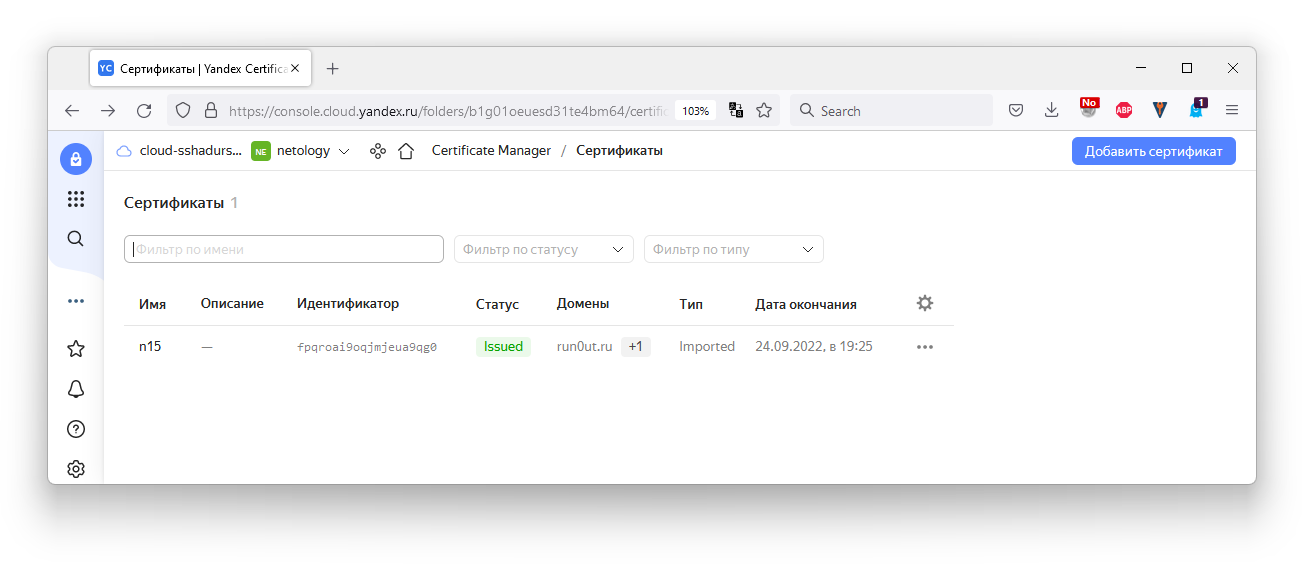 YC Сертификаты | Yandex Certifica
https://console.cloud.yandex.ru/folders/b1g01oeuesd31te4bm64/certific 103% Search No ABP 1
cloud-sshadurs... NE netology Certificate Manager / Сертификаты Добавить сертификат
Сертификаты 1
Фильтр по имени Фильтр по статусу Фильтр по типу
Имя Описание Идентификатор Статус Домены Тип Дата окончания
n15 — fpqroai9oqjmjeua9qg0 Issued run0ut.ru +1 Imported 24.09.2022, в 19:25